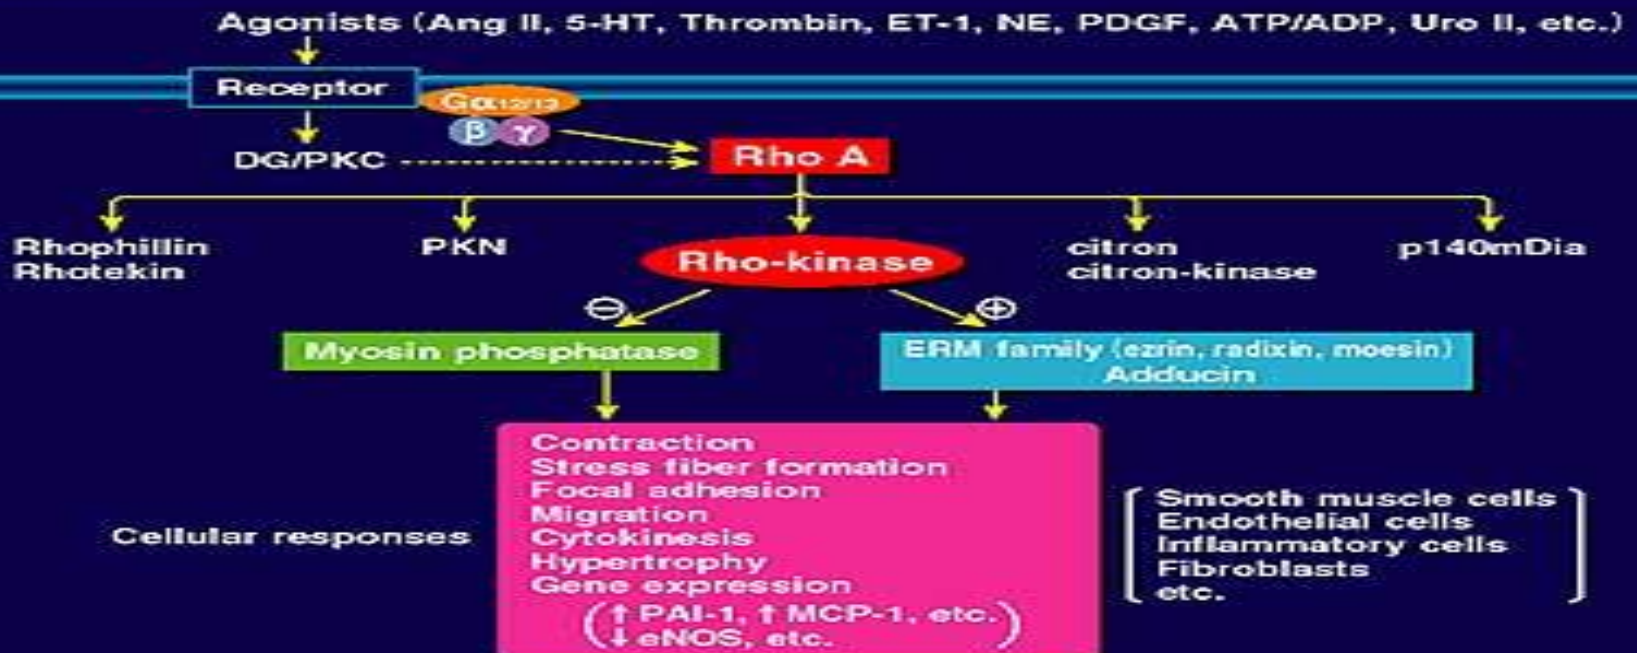 Agonists (Ang II, 5-HT, Thrombin, ET-1, NE, PDGF, ATP/ADP, Uro II, etc.)
Receptor
Gα12/13
β γ
DG/PKC
Rho A
Rhophillin
Rhotekin
PKN
Rho-kinase
citron
citron-kinase
p140mDia
⊖
⊕
Myosin phosphatase
ERM family (ezrin, radixin, moesin)
Adducin
Cellular responses
Contraction
Stress fiber formation
Focal adhesion
Migration
Cytokinesis
Hypertrophy
Gene expression
(↑ PAI-1, ↑ MCP-1, etc.
↓ eNOS, etc.)
[Smooth muscle cells
Endothelial cells
Inflammatory cells
Fibroblasts
etc.]